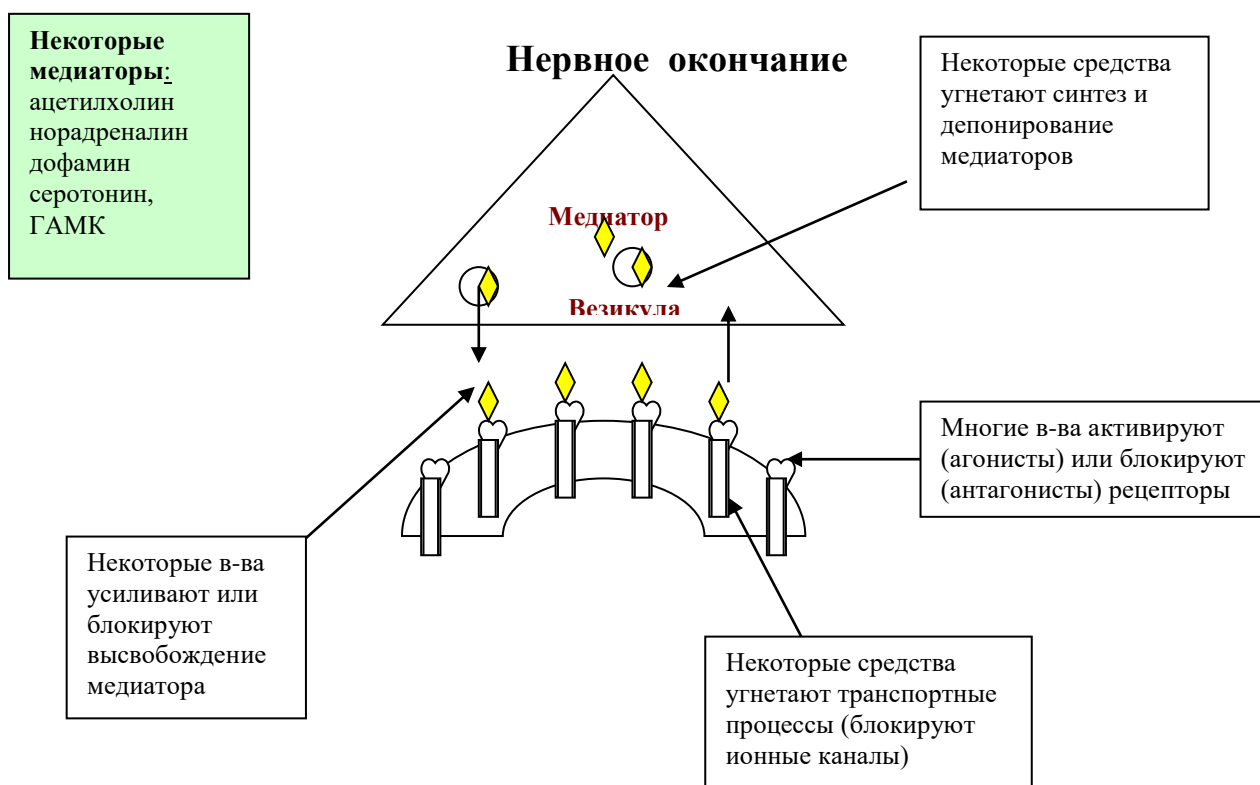 Некоторые
медиаторы:
ацетилхолин
норадреналин
дофамин
серотонин,
ГАМК
Нервное окончание
Некоторые средства
угнетают синтез и
депонирование
медиаторов
Медиатор
Везикула
Многие в-ва активируют
(агонисты) или блокируют
(антагонисты) рецепторы
Некоторые в-ва
усиливают или
блокируют
высвобождение
медиатора
Некоторые средства
угнетают транспортные
процессы (блокируют
ионные каналы)